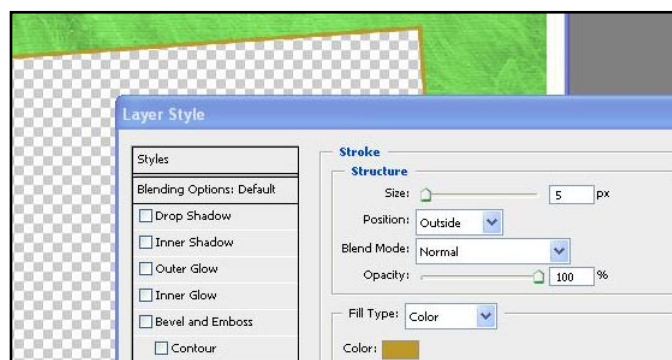 Layer Style
Styles
Blending Options: Default
Drop Shadow
Inner Shadow
Outer Glow
Inner Glow
Bevel and Emboss
Contour
Stroke
Structure
Size: 5 px
Position: Outside
Blend Mode: Normal
Opacity: 100 %
Fill Type: Color
Color: